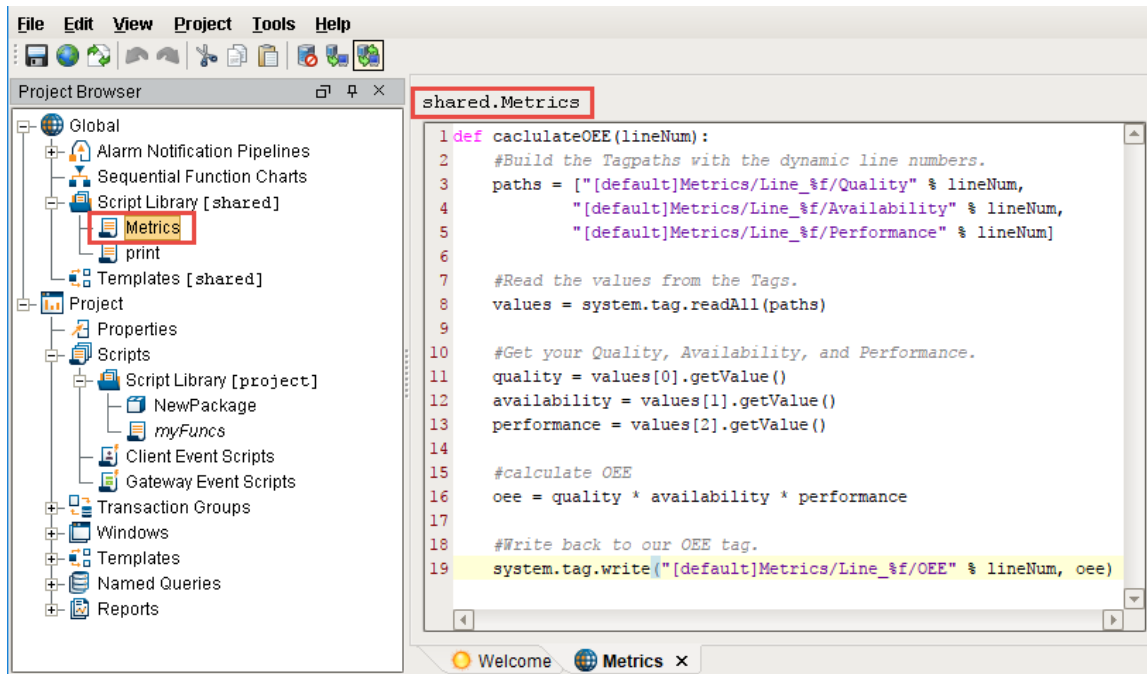 File Edit View Project Tools Help
Project Browser
Global
Alarm Notification Pipelines
Sequential Function Charts
Script Library [shared]
Metrics
print
Templates [shared]
Project
Properties
Scripts
Script Library [project]
NewPackage
myFuncs
Client Event Scripts
Gateway Event Scripts
Transaction Groups
Windows
Templates
Named Queries
Reports
shared.Metrics
1 def caclulateOEE(lineNum):
2     #Build the Tagpaths with the dynamic line numbers.
3     paths = ["[default]Metrics/Line_%f/Quality" % lineNum,
4              "[default]Metrics/Line_%f/Availability" % lineNum,
5              "[default]Metrics/Line_%f/Performance" % lineNum]
6
7     #Read the values from the Tags.
8     values = system.tag.readAll(paths)
9
10     #Get your Quality, Availability, and Performance.
11     quality = values[0].getValue()
12     availability = values[1].getValue()
13     performance = values[2].getValue()
14
15     #calculate OEE
16     oee = quality * availability * performance
17
18     #Write back to our OEE tag.
19     system.tag.write("[default]Metrics/Line_%f/OEE" % lineNum, oee)
Welcome Metrics ×